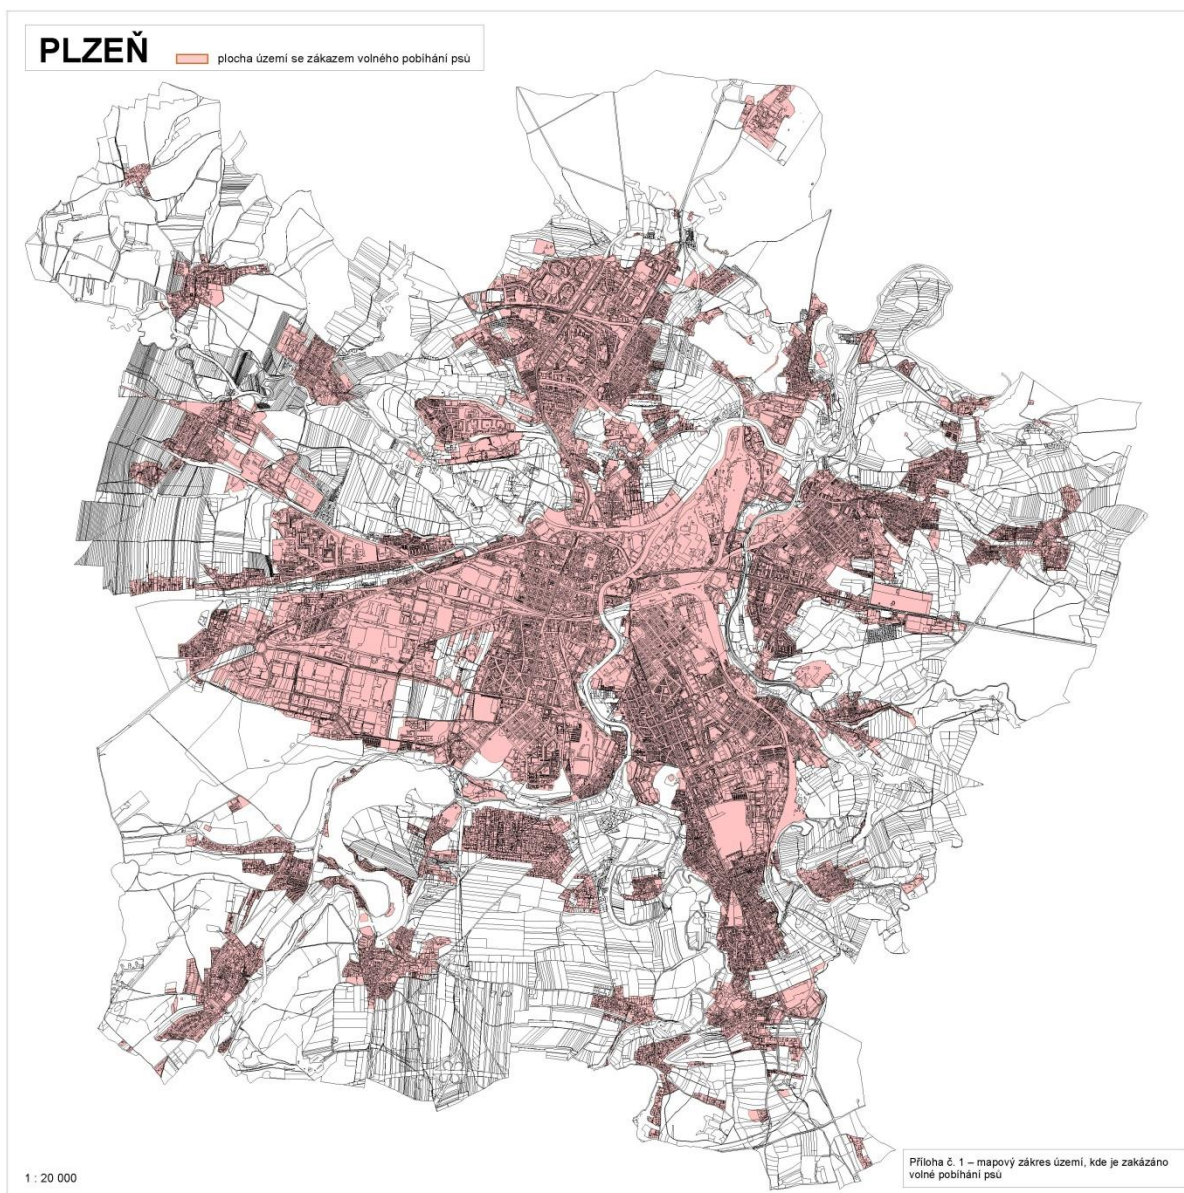 PLZEŇ
plocha území se zákazem volného pobíhání psů
1 : 20 000
Příloha č. 1 – mapový zákres území, kde je zakázáno
volné pobíhání psů